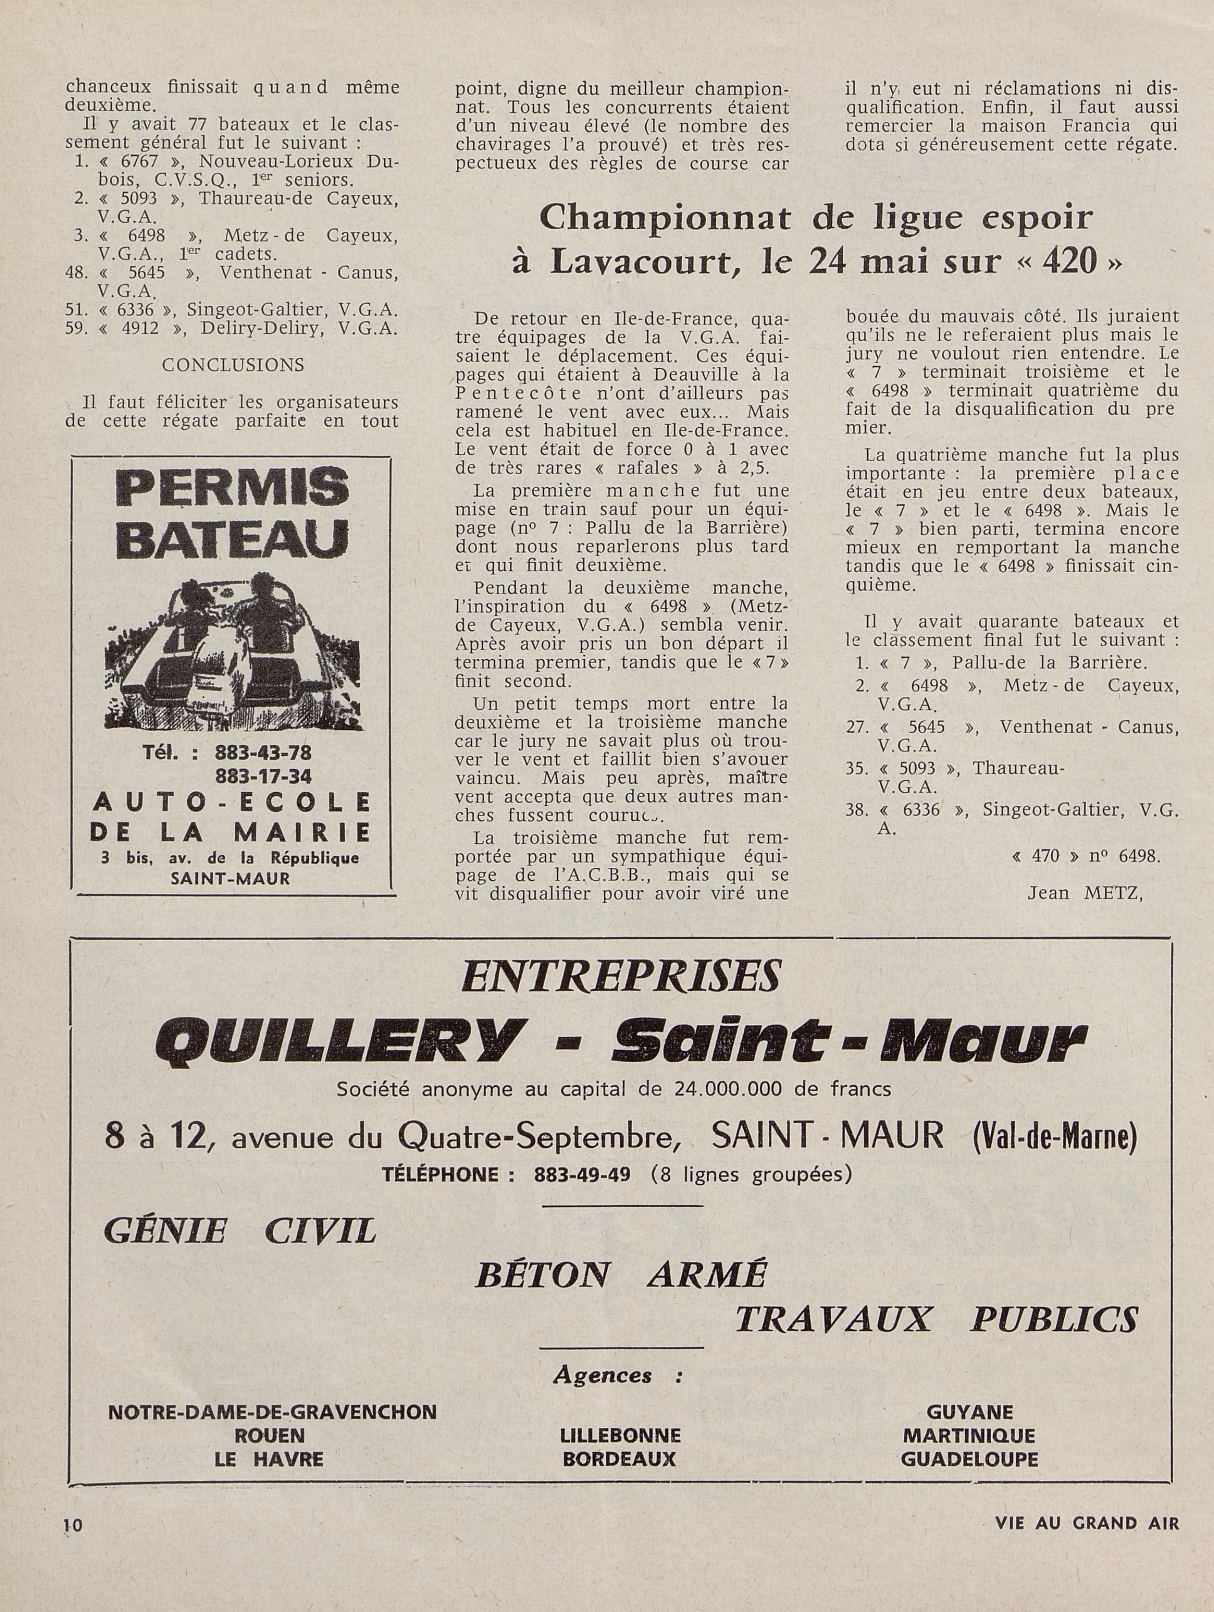 chanceux finissait quand même
deuxième.
Il y avait 77 bateaux et le clas-
sement général fut le suivant :
1. « 6767 », Nouveau-Lorieux Du-
bois, C.V.S.Q., 1er seniors.
2. « 5093 », Thaureau-de Cayeux,
V.G.A.
3. « 6498 », Metz - de Cayeux,
V.G.A., 1er cadets.
48. « 5645 », Venthenat - Canus,
V.G.A.
51. « 6336 », Singeot-Galtier, V.G.A.
59. « 4912 », Deliry-Deliry, V.G.A.
CONCLUSIONS
Il faut féliciter les organisateurs
de cette régate parfaite en tout
point, digne du meilleur champion-
nat. Tous les concurrents étaient
d'un niveau élevé (le nombre des
chavirages l'a prouvé) et très res-
pectueux des règles de course car
il n'y eut ni réclamations ni dis-
qualification. Enfin, il faut aussi
remercier la maison Francia qui
dota si généreusement cette régate.
Championnat de ligue espoir
à Lavacourt, le 24 mai sur « 420 »
De retour en Ile-de-France, qua-
tre équipages de la V.G.A. fai-
saient le déplacement. Ces équi-
pages qui étaient à Deauville à la
Pentecôte n'ont d'ailleurs pas
ramené le vent avec eux... Mais
cela est habituel en Ile-de-France.
Le vent était de force 0 à 1 avec
de très rares « rafales » à 2,5.
La première manche fut une
mise en train sauf pour un équi-
page (nº 7 : Pallu de la Barrière)
dont nous reparlerons plus tard
et qui finit deuxième.
Pendant la deuxième manche,
l'inspiration du « 6498 » (Metz-
de Cayeux, V.G.A.) sembla venir.
Après avoir pris un bon départ il
termina premier, tandis que le « 7 »
finit second.
Un petit temps mort entre la
deuxième et la troisième manche
car le jury ne savait plus où trou-
ver le vent et faillit bien s'avouer
vaincu. Mais peu après, maître
vent accepta que deux autres man-
ches fussent courues.
La troisième manche fut rem-
portée par un sympathique équi-
page de l'A.C.B.B., mais qui se
vit disqualifier pour avoir viré une
bouée du mauvais côté. Ils juraient
qu'ils ne le referaient plus mais le
jury ne voulout rien entendre. Le
« 7 » terminait troisième et le
« 6498 » terminait quatrième du
fait de la disqualification du pre
mier.
La quatrième manche fut la plus
importante : la première place
était en jeu entre deux bateaux,
le « 7 » et le « 6498 ». Mais le
« 7 » bien parti, termina encore
mieux en remportant la manche
tandis que le « 6498 » finissait cin-
quième.
Il y avait quarante bateaux et
le classement final fut le suivant :
1. « 7 », Pallu-de la Barrière.
2. « 6498 », Metz - de Cayeux,
V.G.A.
27. « 5645 », Venthenat - Canus,
V.G.A.
35. « 5093 », Thaureau-
V.G.A.
38. « 6336 », Singeot-Galtier, V.G.
A.
« 470 » nº 6498.
Jean METZ,
PERMIS
BATEAU
Tél. : 883-43-78
883-17-34
AUTO-ECOLE
DE LA MAIRIE
3 bis, av. de la République
SAINT-MAUR
ENTREPRISES
QUILLERY - Saint-Maur
Société anonyme au capital de 24.000.000 de francs
8 à 12, avenue du Quatre-Septembre, SAINT-MAUR (Val-de-Marne)
TÉLÉPHONE : 883-49-49 (8 lignes groupées)
GÉNIE CIVIL
BÉTON ARMÉ
TRAVAUX PUBLICS
Agences :
NOTRE-DAME-DE-GRAVENCHON
ROUEN
LE HAVRE
LILLEBONNE
BORDEAUX
GUYANE
MARTINIQUE
GUADELOUPE
10
VIE AU GRAND AIR